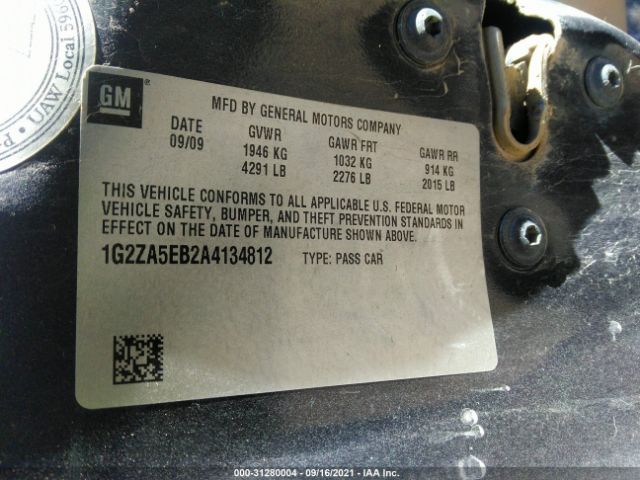 UAW Local 5960
GM ®
MFD BY GENERAL MOTORS COMPANY
DATE GVWR GAWR FRT GAWR RR
09/09 1946 KG 1032 KG 914 KG
4291 LB 2276 LB 2015 LB
THIS VEHICLE CONFORMS TO ALL APPLICABLE U.S. FEDERAL MOTOR
VEHICLE SAFETY, BUMPER, AND THEFT PREVENTION STANDARDS IN
EFFECT ON THE DATE OF MANUFACTURE SHOWN ABOVE.
1G2ZA5EB2A4134812 TYPE: PASS CAR
000-31280004 - 09/16/2021 - IAA Inc.